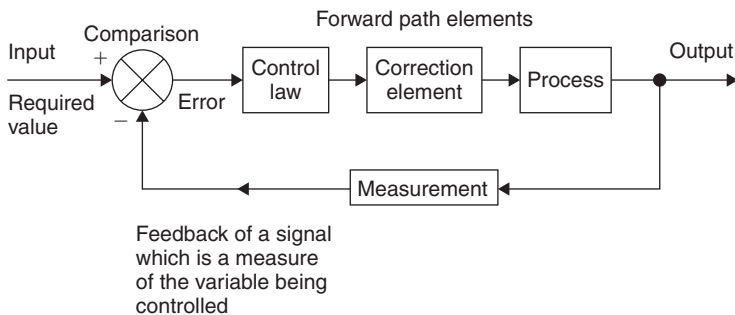 Forward path elements
Comparison
Input
Output
+
Control
law
Correction
element
Process
Error
Required
value
−
Measurement
Feedback of a signal
which is a measure
of the variable being
controlled